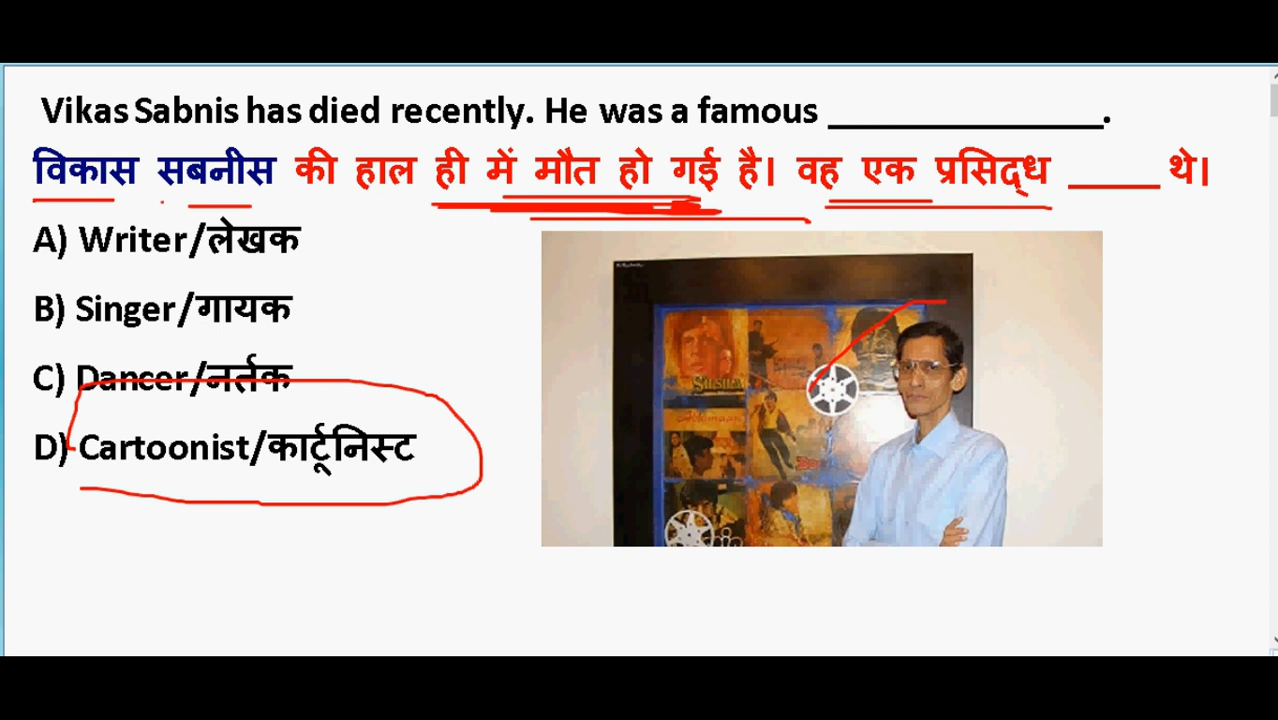 Vikas Sabnis has died recently. He was a famous _______________.
विकास सबनीस की हाल ही में मौत हो गई है। वह एक प्रसिद्ध _____ थे।
A) Writer/लेखक
B) Singer/गायक
C) Dancer/नर्तक
D) Cartoonist/कार्टूनिस्ट